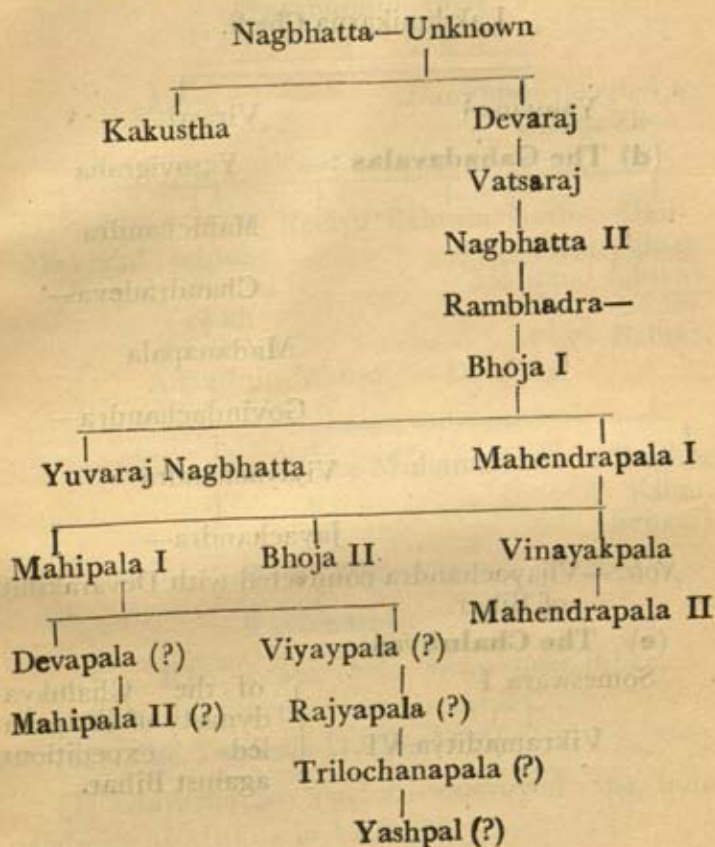 Nagbhatta—Unknown
Kakustha Devaraj
Vatsaraj
Nagbhatta II
Rambhadra—
Bhoja I
Yuvaraj Nagbhatta Mahendrapala I
Mahipala I Bhoja II Vinayakpala
Mahendrapala II
Devapala (?) Viyaypala (?)
Mahipala II (?) Rajyapala (?)
Trilochanapala (?)
Yashpal (?)